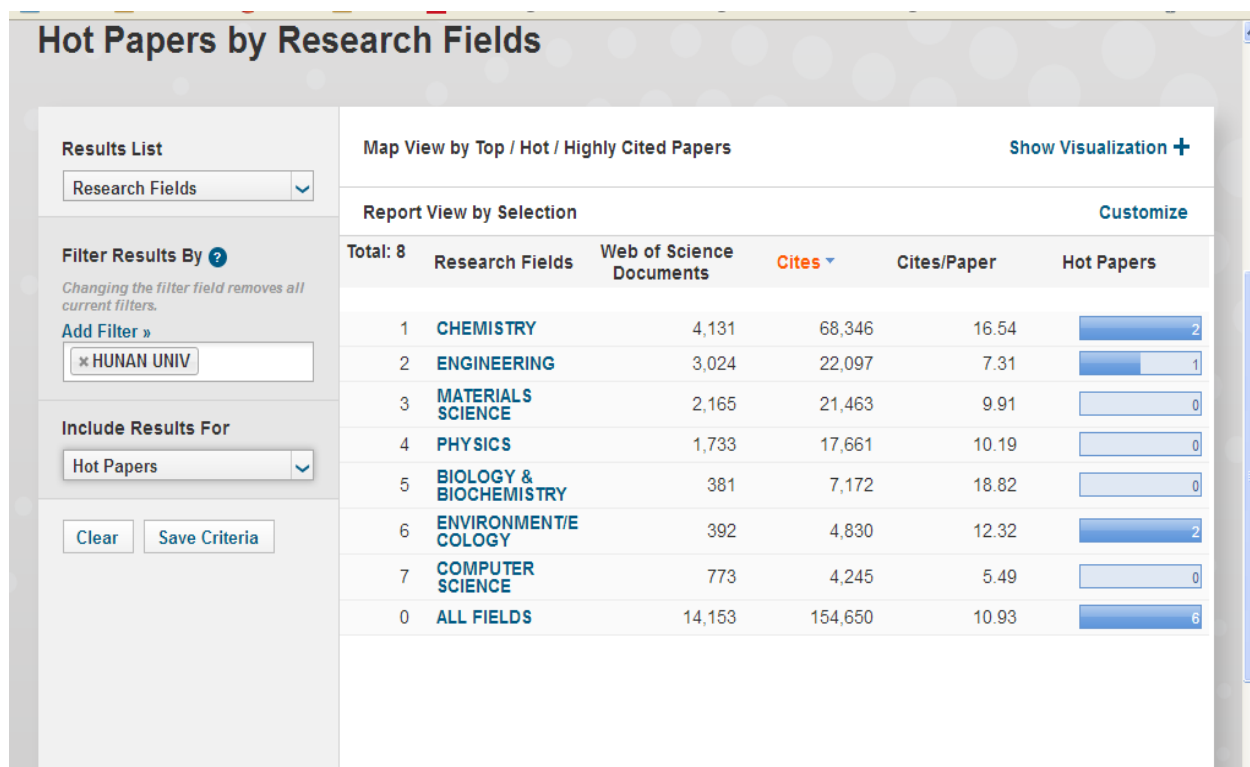 Hot Papers by Research Fields
Results List
Research Fields
Filter Results By ?
Changing the filter field removes all
current filters.
Add Filter »
× HUNAN UNIV
Include Results For
Hot Papers
Clear Save Criteria
Map View by Top / Hot / Highly Cited Papers Show Visualization +
Report View by Selection Customize
Total: 8 Research Fields Web of Science Documents Cites Cites/Paper Hot Papers
1 CHEMISTRY 4,131 68,346 16.54 2
2 ENGINEERING 3,024 22,097 7.31 1
3 MATERIALS SCIENCE 2,165 21,463 9.91 0
4 PHYSICS 1,733 17,661 10.19 0
5 BIOLOGY & BIOCHEMISTRY 381 7,172 18.82 0
6 ENVIRONMENT/E COLOGY 392 4,830 12.32 2
7 COMPUTER SCIENCE 773 4,245 5.49 0
0 ALL FIELDS 14,153 154,650 10.93 6